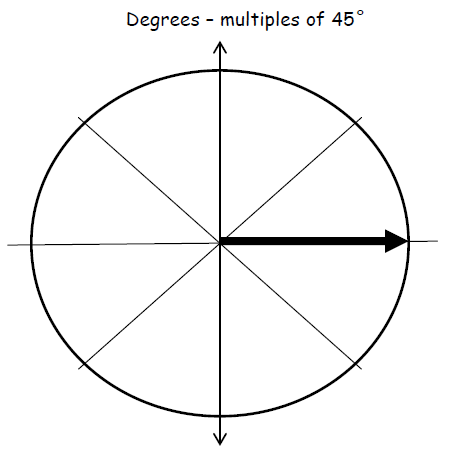 Degrees – multiples of 45°